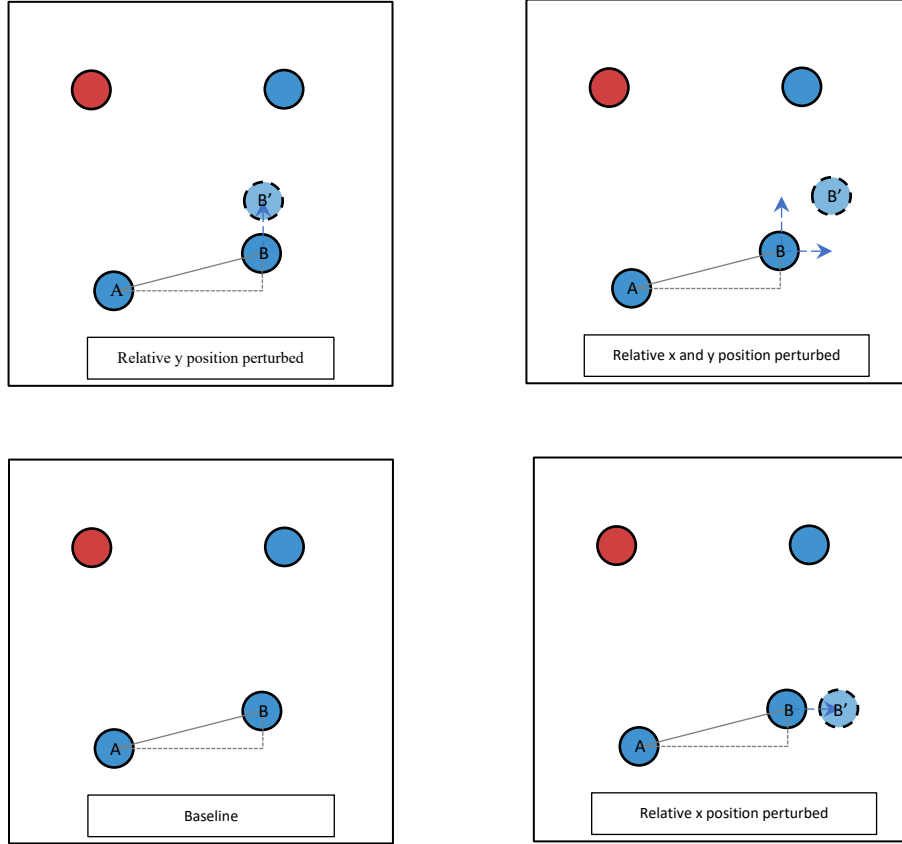 B'
B
A
Relative y position perturbed
B'
B
A
Relative x and y position perturbed
B
A
Baseline
B
B'
A
Relative x position perturbed